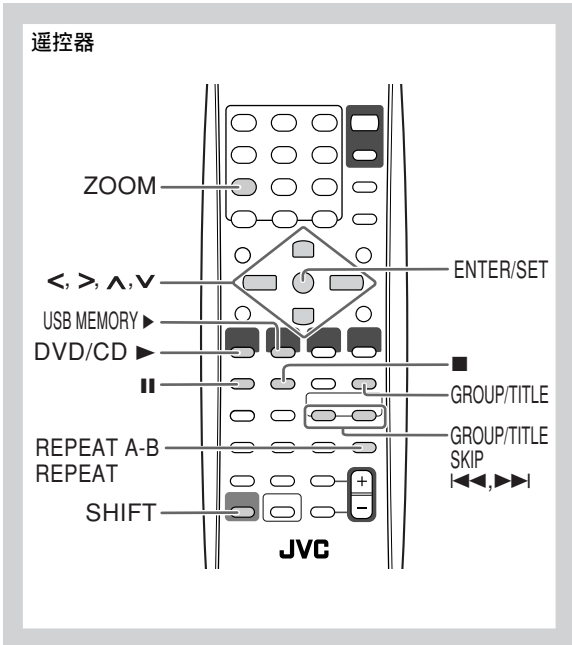 遥控器
ZOOM
<, >, ∧, ∨
ENTER/SET
USB MEMORY ▶
DVD/CD ▶
■
▮▮
GROUP/TITLE
REPEAT A-B
REPEAT
GROUP/TITLE
SKIP
|◀◀, ▶▶|
SHIFT
+
−
JVC